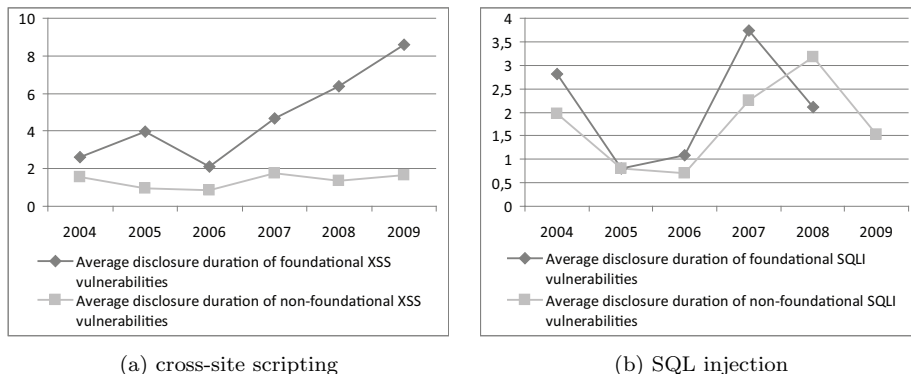 10
8
6
4
2
0
2004 2005 2006 2007 2008 2009
Average disclosure duration of foundational XSS
vulnerabilities
Average disclosure duration of non-foundational XSS
vulnerabilities
(a) cross-site scripting
4
3,5
3
2,5
2
1,5
1
0,5
0
2004 2005 2006 2007 2008 2009
Average disclosure duration of foundational SQLI
vulnerabilities
Average disclosure duration of non-foundational SQLI
vulnerabilities
(b) SQL injection